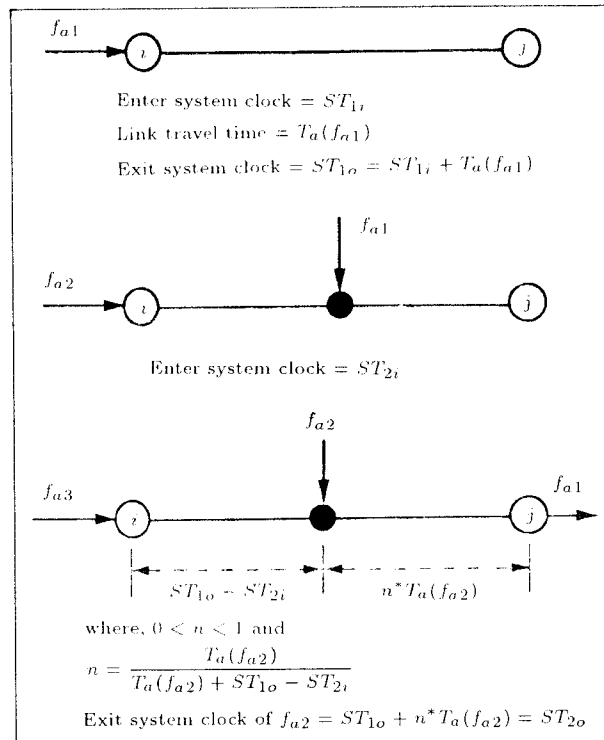 f_{a1}
i j
Enter system clock = ST_{1i}
Link travel time = T_a(f_{a1})
Exit system clock = ST_{1o} = ST_{1i} + T_a(f_{a1})
f_{a1}
f_{a2}
i j
Enter system clock = ST_{2i}
f_{a2}
f_{a3} f_{a1}
i j
ST_{1o} - ST_{2i} n*T_a(f_{a2})
where, 0 < n < 1 and
n = \frac{T_a(f_{a2})}{T_a(f_{a2}) + ST_{1o} - ST_{2i}}
Exit system clock of f_{a2} = ST_{1o} + n*T_a(f_{a2}) = ST_{2o}